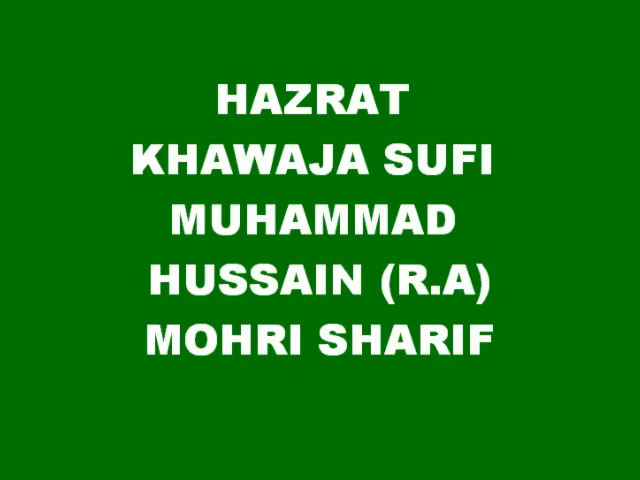 HAZRAT
KHAWAJA SUFI
MUHAMMAD
HUSSAIN (R.A)
MOHRI SHARIF